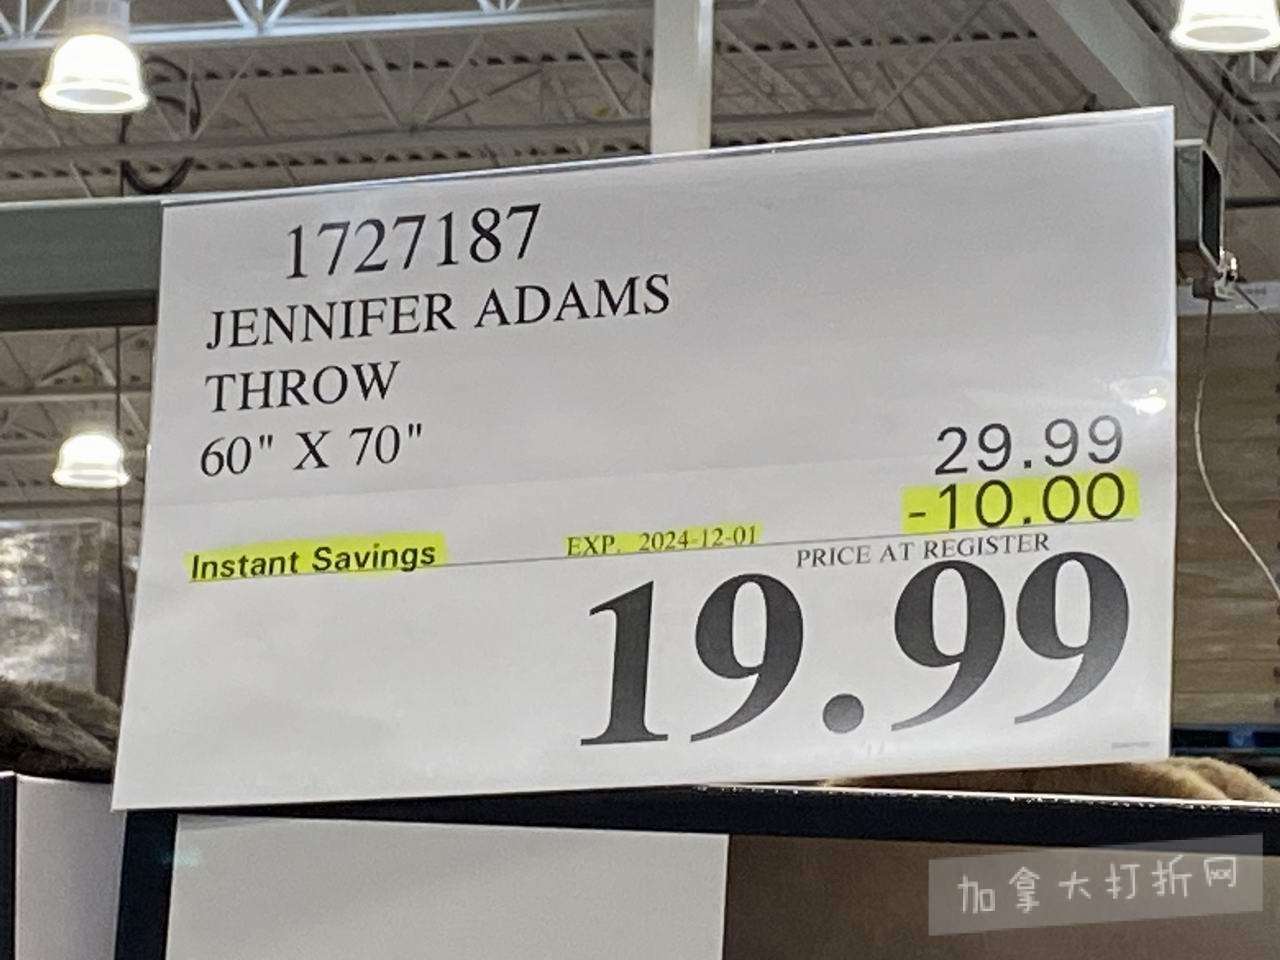 1727187
JENNIFER ADAMS
THROW
60" X 70"
29.99
-10.00
Instant Savings EXP. 2024-12-01
PRICE AT REGISTER
19.99
加拿大打折网